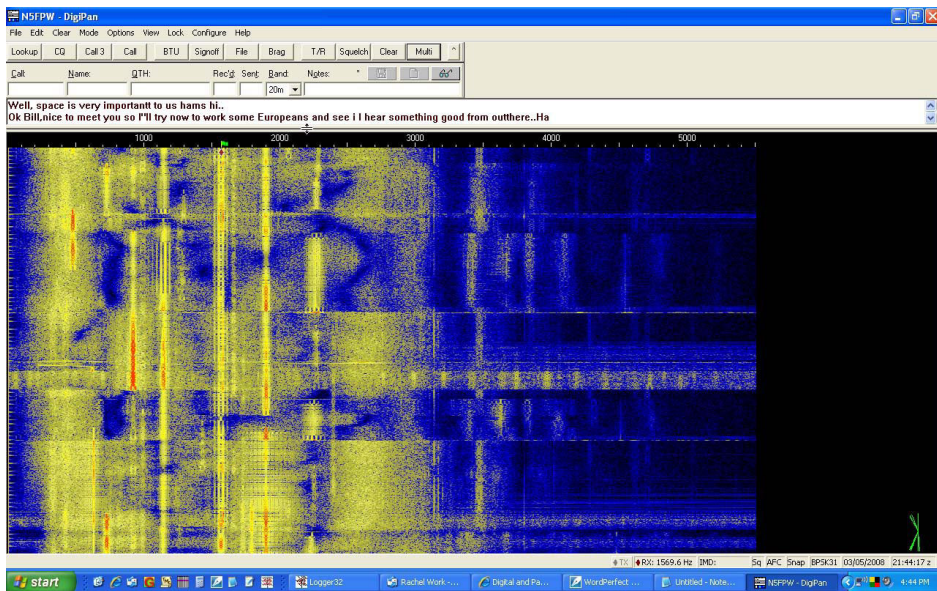 N5FPW - DigiPan
File Edit Clear Mode Options View Lock Configure Help
Lookup CQ Call 3 Call BTU Signoff File Brag T/R Squelch Clear Multi
Call: Name: QTH: Rec'd: Sent: Band: Notes: *
20m
Well, space is very importantt to us hams hi..
Ok Bill,nice to meet you so I''ll try now to work some Europeans and see i I hear something good from outthere..Ha
1000 2000 3000 4000 5000
TX RX: 1569.6 Hz IMD: Sq AFC Snap BPSK31 03/05/2008 21:44:17 z
start Logger32 Rachel Work -... Digital and Pa... WordPerfect ... Untitled - Note... N5FPW - DigiPan 4:44 PM